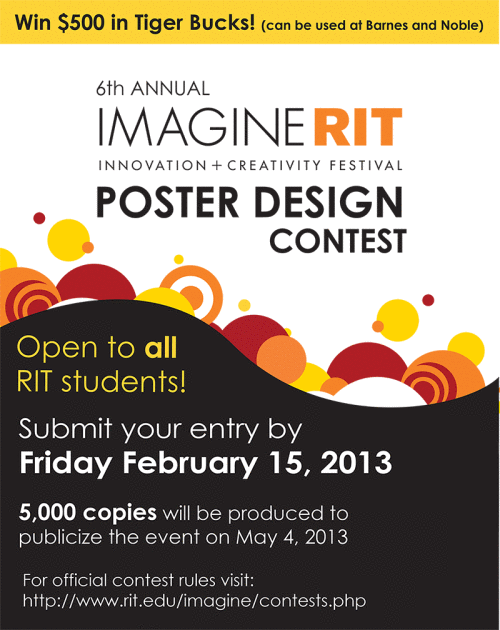 Win $500 in Tiger Bucks! (can be used at Barnes and Noble)
6th ANNUAL
IMAGINE RIT
INNOVATION + CREATIVITY FESTIVAL
POSTER DESIGN
CONTEST
Open to all
RIT students!
Submit your entry by
Friday February 15, 2013
5,000 copies will be produced to
publicize the event on May 4, 2013
For official contest rules visit:
http://www.rit.edu/imagine/contests.php